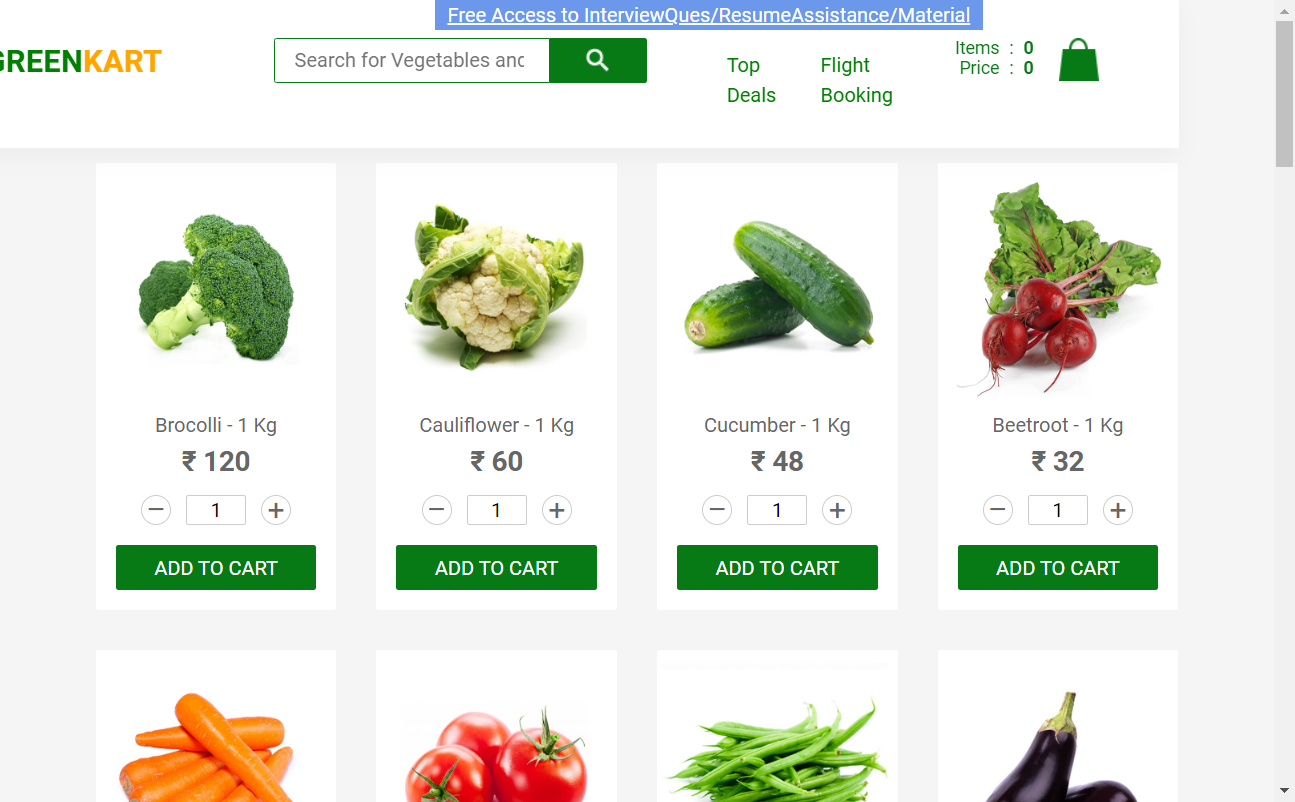 Free Access to InterviewQues/ResumeAssistance/Material
GREENKART
Search for Vegetables and
Top Deals
Flight Booking
Items : 0
Price : 0
Brocolli - 1 Kg
₹ 120
− 1 +
ADD TO CART
Cauliflower - 1 Kg
₹ 60
− 1 +
ADD TO CART
Cucumber - 1 Kg
₹ 48
− 1 +
ADD TO CART
Beetroot - 1 Kg
₹ 32
− 1 +
ADD TO CART